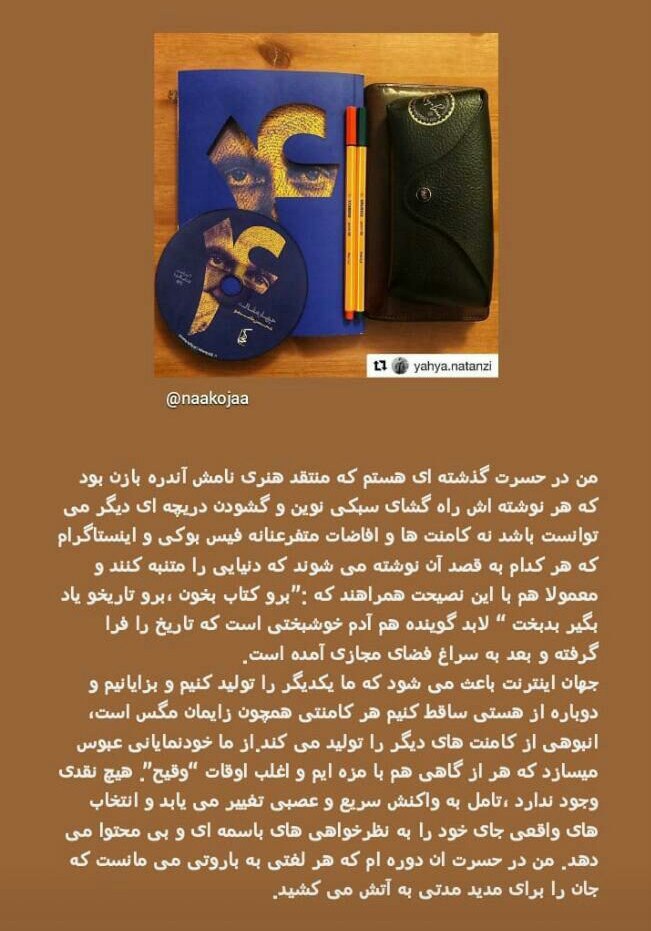 yahya.natanzi
@naakojaa
من در حسرت گذشته ای هستم که منتقد هنری نامش آندره بازن بود
که هر نوشته اش راه گشای سبکی نوین و گشودن دریچه ای دیگر می
توانست باشد نه کامنت ها و افاضات متفرعنانه فیس بوکی و اینستاگرام
که هر کدام به قصد آن نوشته می شوند که دنیایی را متنبه کنند و
معمولا هم با این نصیحت همراهند که :”برو کتاب بخون ،برو تاریخو یاد
بگیر بدبخت “ لابد گوینده هم آدم خوشبختی است که تاریخ را فرا
گرفته و بعد به سراغ فضای مجازی آمده است.
جهان اینترنت باعث می شود که ما یکدیگر را تولید کنیم و بزایانیم و
دوباره از هستی ساقط کنیم هر کامنتی همچون زایمان مگس است،
انبوهی از کامنت های دیگر را تولید می کند.از ما خودنمایانی عبوس
میسازد که هر از گاهی هم با مزه ایم و اغلب اوقات “وقیح”. هیچ نقدی
وجود ندارد ،تامل به واکنش سریع و عصبی تغییر می یابد و انتخاب
های واقعی جای خود را به نظرخواهی های باسمه ای و بی محتوا می
دهد. من در حسرت ان دوره ام که هر لغتی به باروتی می مانست که
جان را برای مدید مدتی به آتش می کشید.